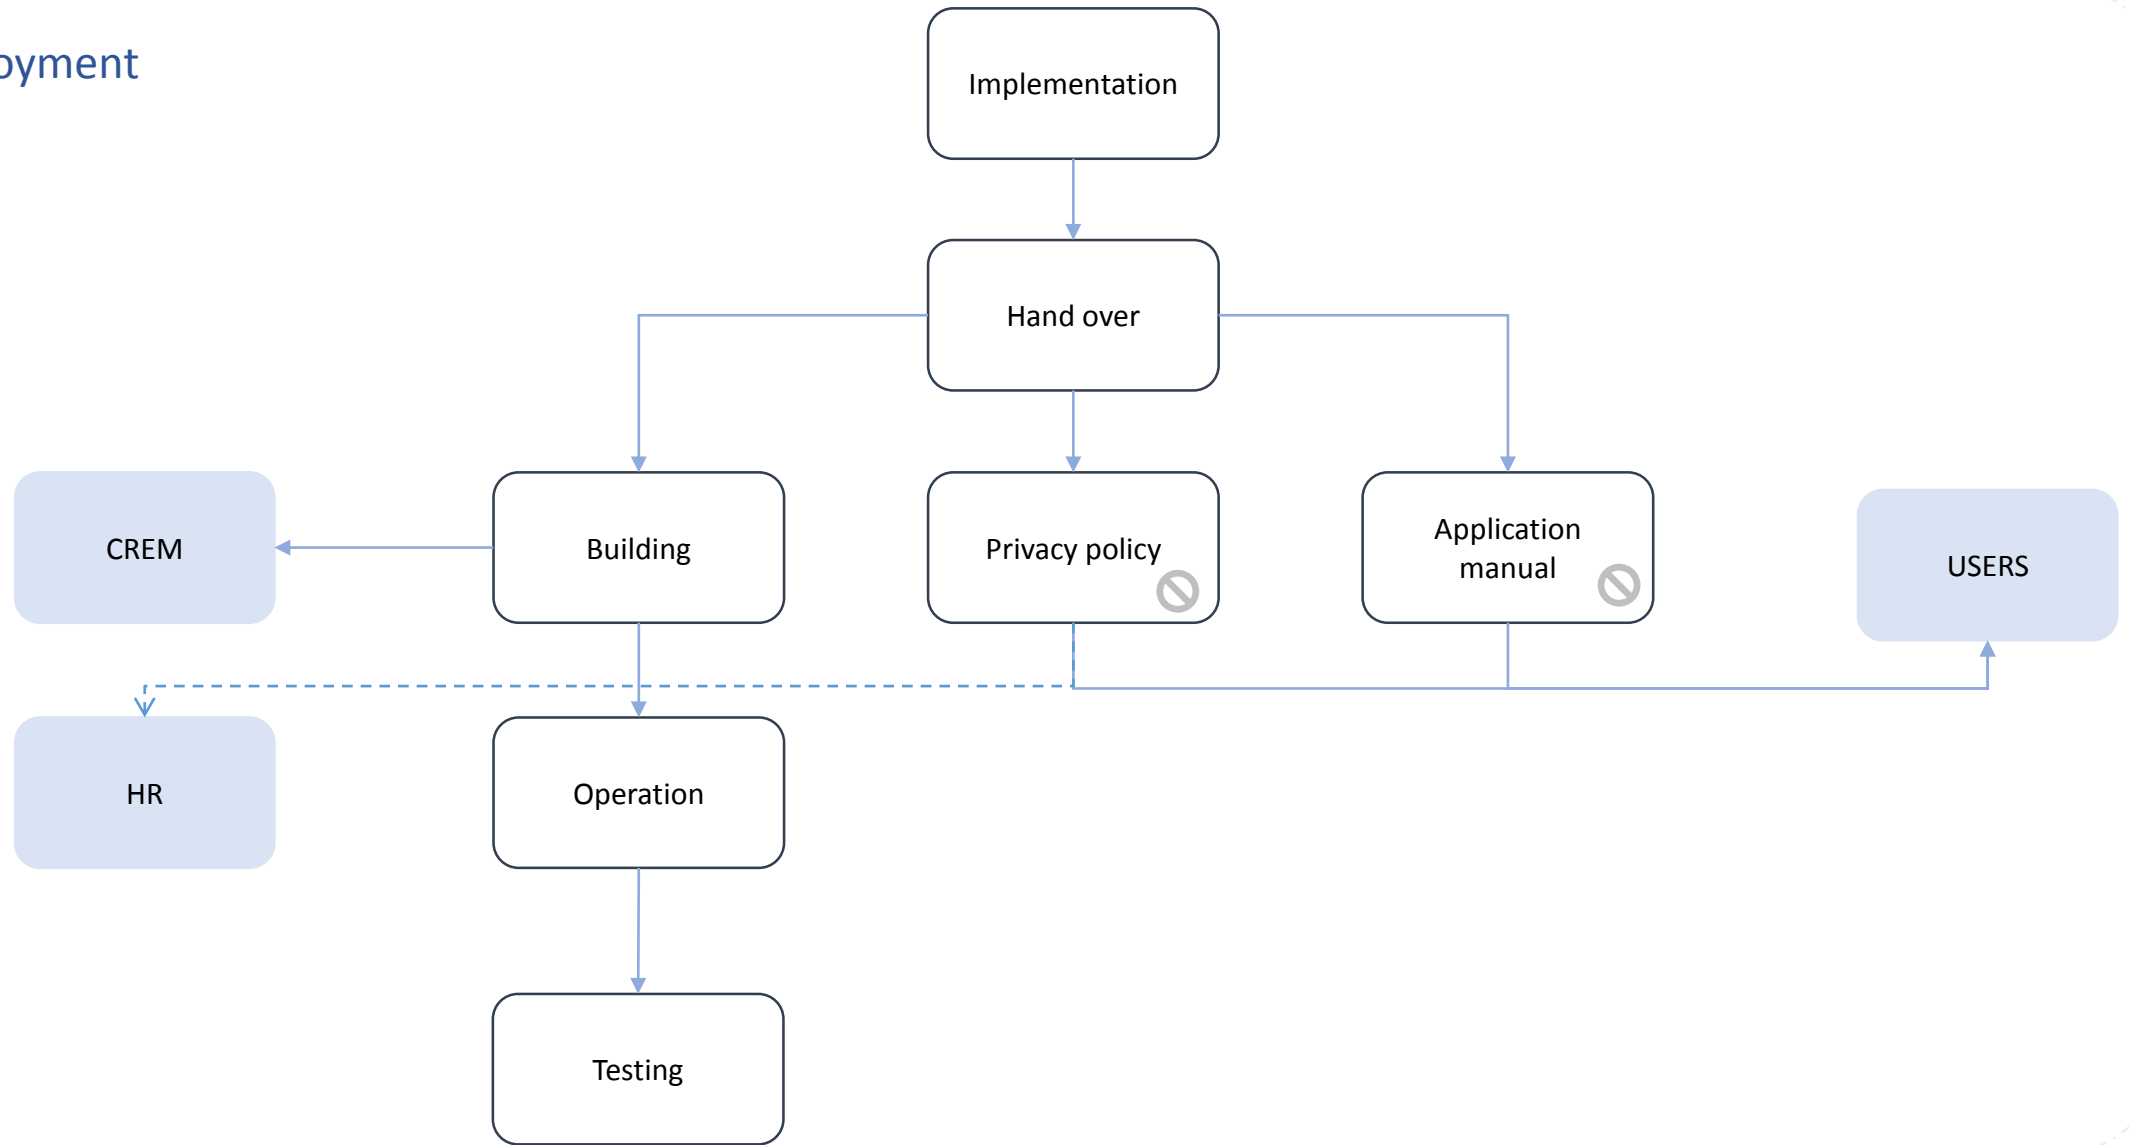 oyment
Implementation
Hand over
CREM
Building
Privacy policy
Application
manual
USERS
HR
Operation
Testing